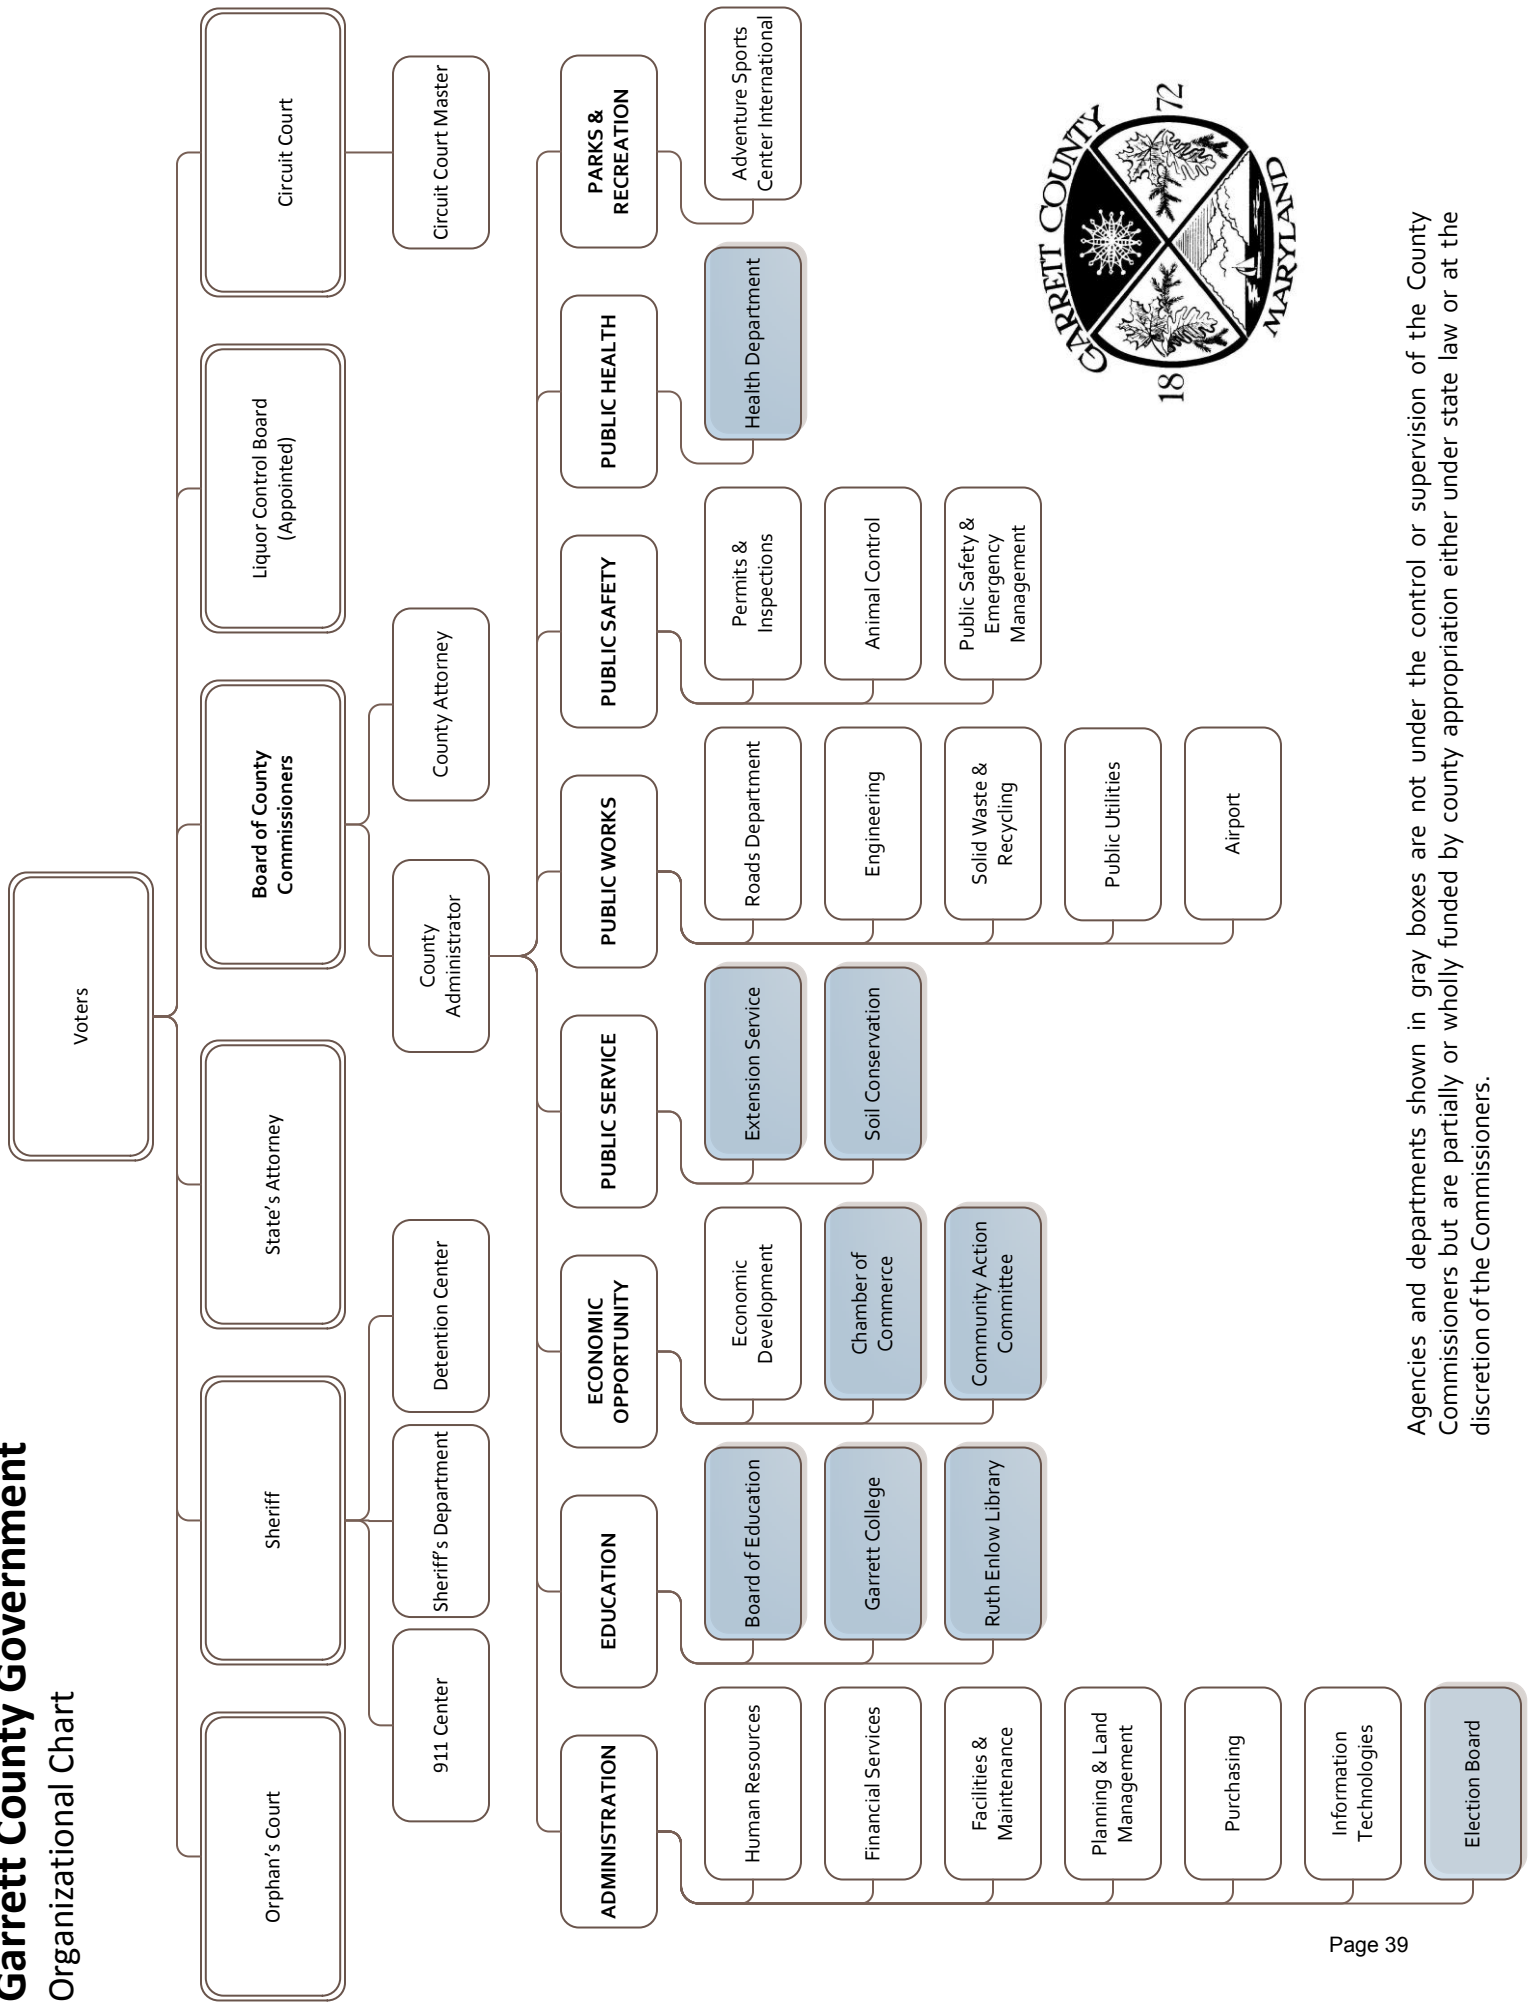 Garrett County Government
Organizational Chart
Voters
Orphan's Court
Sheriff
State's Attorney
Board of County
Commissioners
Liquor Control Board
(Appointed)
Circuit Court
911 Center
Sheriff's Department
Detention Center
County
Administrator
County Attorney
Circuit Court Master
ADMINISTRATION
Human Resources
Financial Services
Facilities &
Maintenance
Planning & Land
Management
Purchasing
Information
Technologies
Election Board
EDUCATION
Board of Education
Garrett College
Ruth Enlow Library
ECONOMIC
OPPORTUNITY
Economic
Development
Chamber of
Commerce
Community Action
Committee
PUBLIC SERVICE
Extension Service
Soil Conservation
PUBLIC WORKS
Roads Department
Engineering
Solid Waste &
Recycling
Public Utilities
Airport
PUBLIC SAFETY
Permits &
Inspections
Animal Control
Public Safety &
Emergency
Management
PUBLIC HEALTH
Health Department
PARKS &
RECREATION
Adventure Sports
Center International
GARRETT COUNTY
18 72
MARYLAND
Agencies and departments shown in gray boxes are not under the control or supervision of the County
Commissioners but are partially or wholly funded by county appropriation either under state law or at the
discretion of the Commissioners.
Page 39